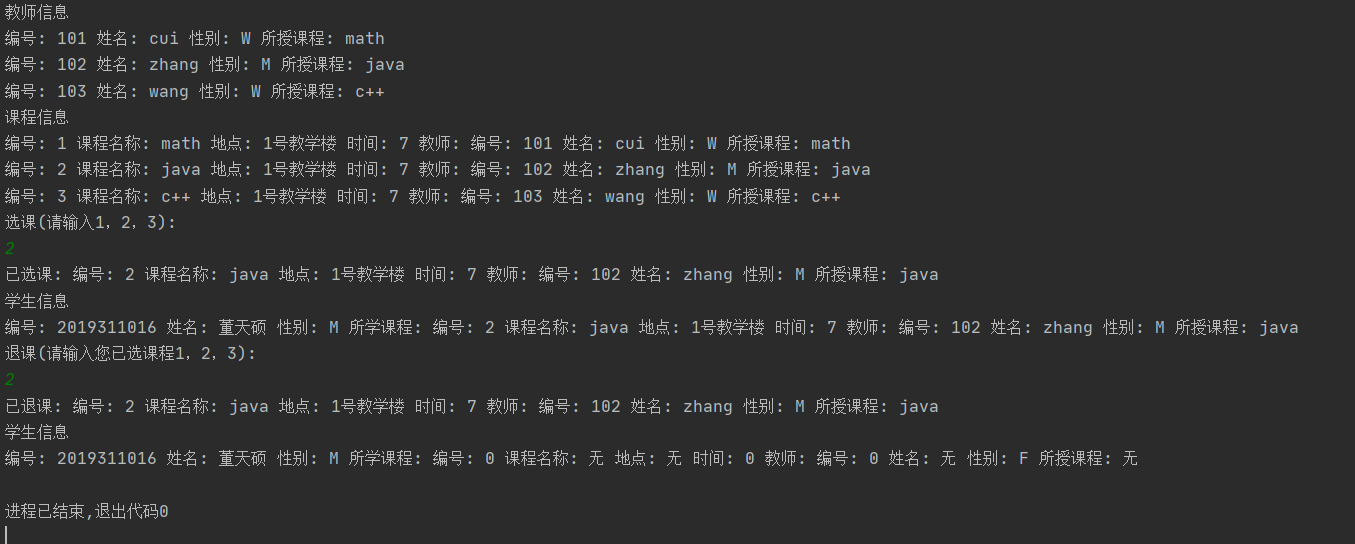 教师信息
编号: 101 姓名: cui 性别: W 所授课程: math
编号: 102 姓名: zhang 性别: M 所授课程: java
编号: 103 姓名: wang 性别: W 所授课程: c++
课程信息
编号: 1 课程名称: math 地点: 1号教学楼 时间: 7 教师: 编号: 101 姓名: cui 性别: W 所授课程: math
编号: 2 课程名称: java 地点: 1号教学楼 时间: 7 教师: 编号: 102 姓名: zhang 性别: M 所授课程: java
编号: 3 课程名称: c++ 地点: 1号教学楼 时间: 7 教师: 编号: 103 姓名: wang 性别: W 所授课程: c++
选课(请输入1，2，3):
2
已选课: 编号: 2 课程名称: java 地点: 1号教学楼 时间: 7 教师: 编号: 102 姓名: zhang 性别: M 所授课程: java
学生信息
编号: 2019311016 姓名: 董天硕 性别: M 所学课程: 编号: 2 课程名称: java 地点: 1号教学楼 时间: 7 教师: 编号: 102 姓名: zhang 性别: M 所授课程: java
退课(请输入您已选课程1，2，3):
2
已退课: 编号: 2 课程名称: java 地点: 1号教学楼 时间: 7 教师: 编号: 102 姓名: zhang 性别: M 所授课程: java
学生信息
编号: 2019311016 姓名: 董天硕 性别: M 所学课程: 编号: 0 课程名称: 无 地点: 无 时间: 0 教师: 编号: 0 姓名: 无 性别: F 所授课程: 无
进程已结束,退出代码0